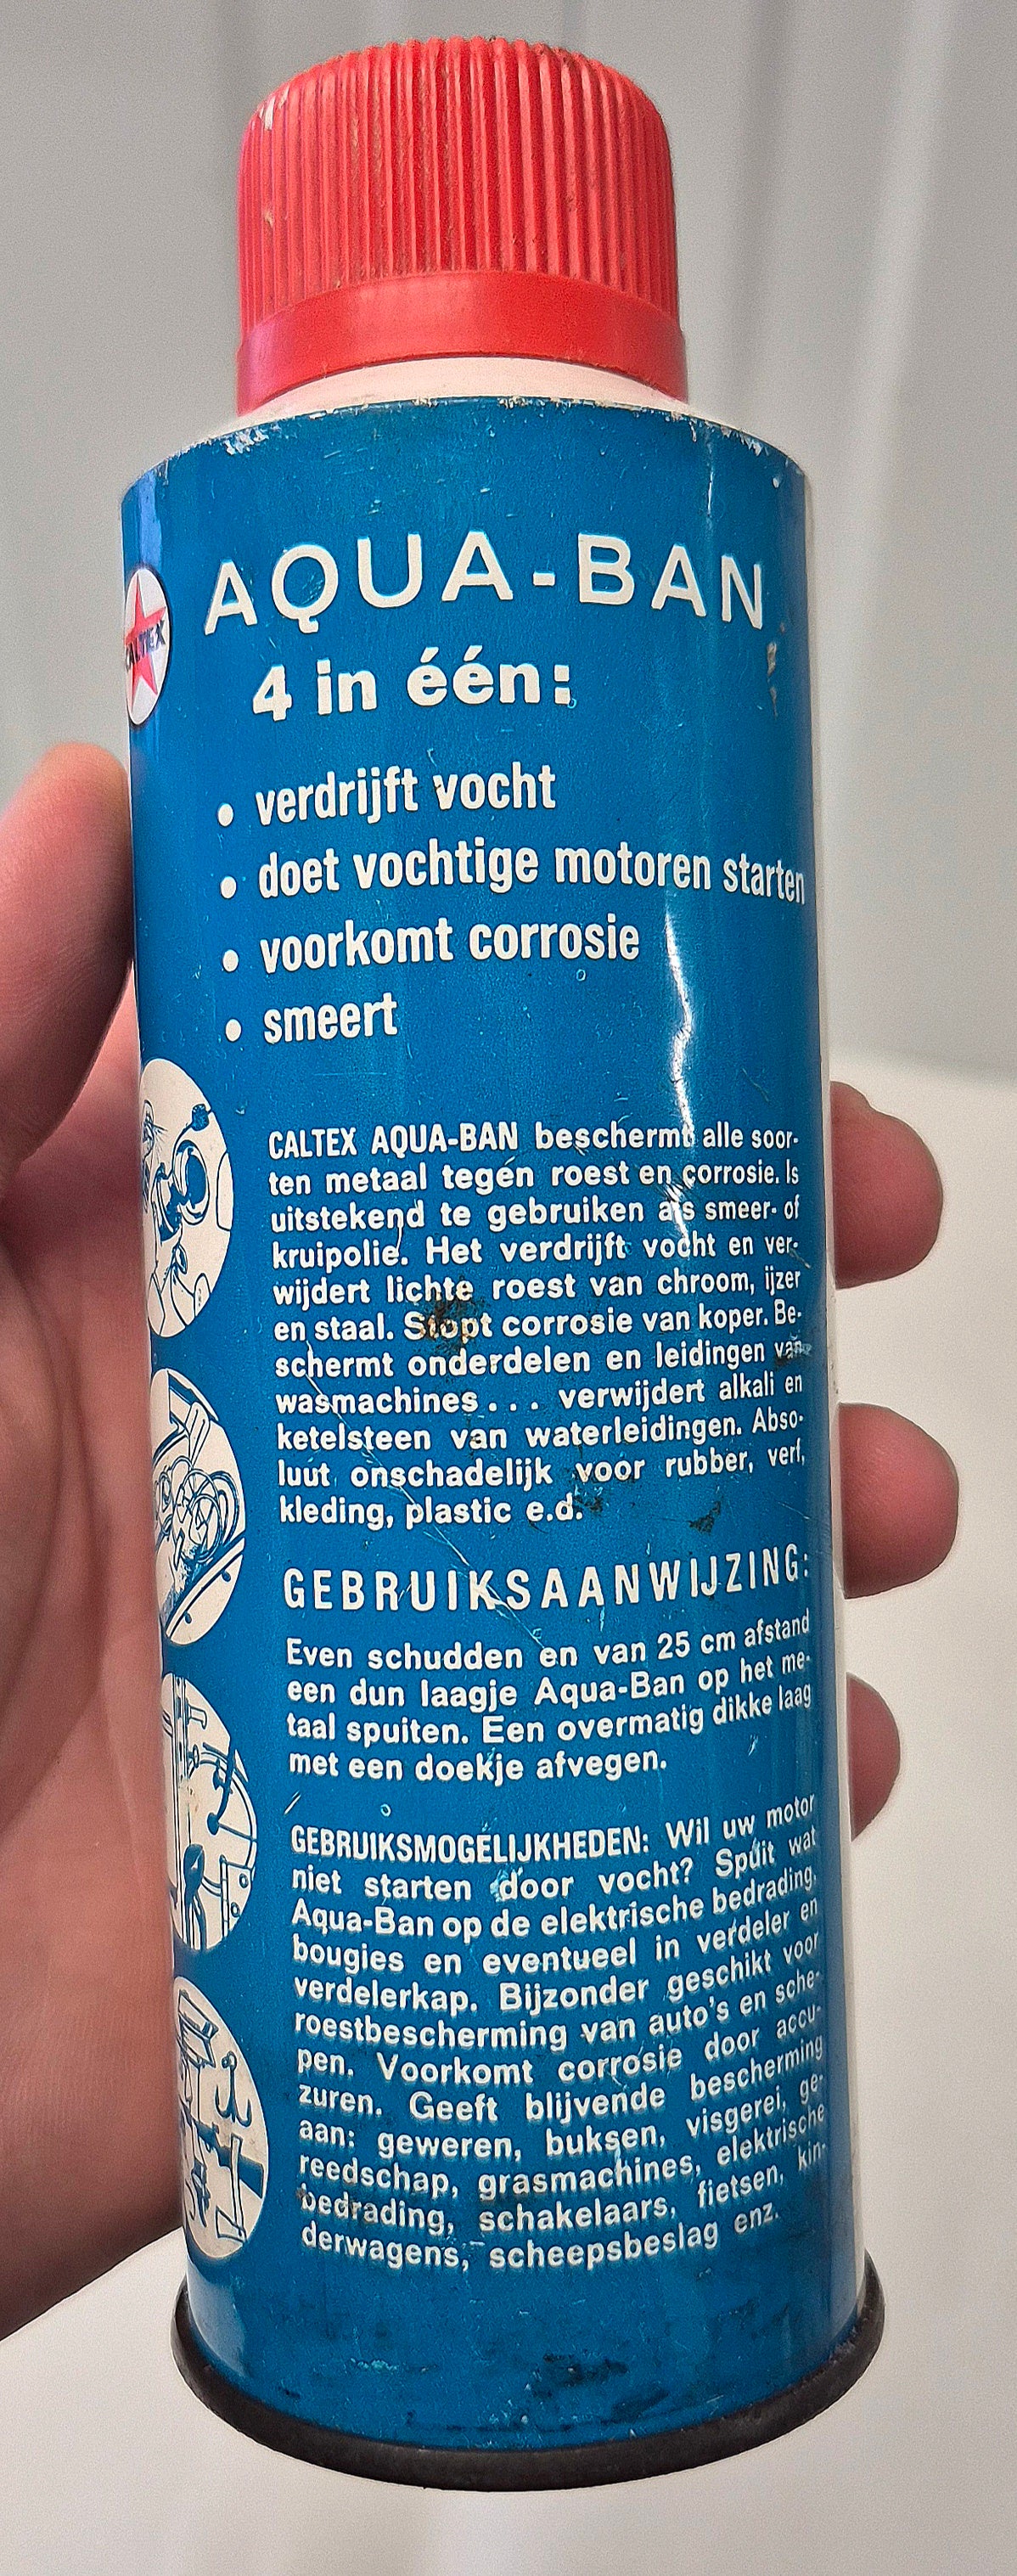 CALTEX
AQUA-BAN
4 in één:
• verdrijft vocht
• doet vochtige motoren starten
• voorkomt corrosie
• smeert
CALTEX AQUA-BAN beschermt alle soor-
ten metaal tegen roest en corrosie. Is
uitstekend te gebruiken als smeer- of
kruipolie. Het verdrijft vocht en ver-
wijdert lichte roest van chroom, ijzer
en staal. Stopt corrosie van koper. Be-
schermt onderdelen en leidingen van
wasmachines ... verwijdert alkali en
ketelsteen van waterleidingen. Abso-
luut onschadelijk voor rubber, verf,
kleding, plastic e.d.
GEBRUIKSAANWIJZING:
Even schudden en van 25 cm afstand
een dun laagje Aqua-Ban op het me-
taal spuiten. Een overmatig dikke laag
met een doekje afvegen.
GEBRUIKSMOGELIJKHEDEN: Wil uw motor
niet starten door vocht? Spuit wat
Aqua-Ban op de elektrische bedrading,
bougies en eventueel in verdeler en
verdelerkap. Bijzonder geschikt voor
roestbescherming van auto's en sche-
pen. Voorkomt corrosie door accu-
zuren. Geeft blijvende bescherming
aan: geweren, buksen, visgerei, ge-
reedschap, grasmachines, elektrische
bedrading, schakelaars, fietsen, kin-
derwagens, scheepsbeslag enz.